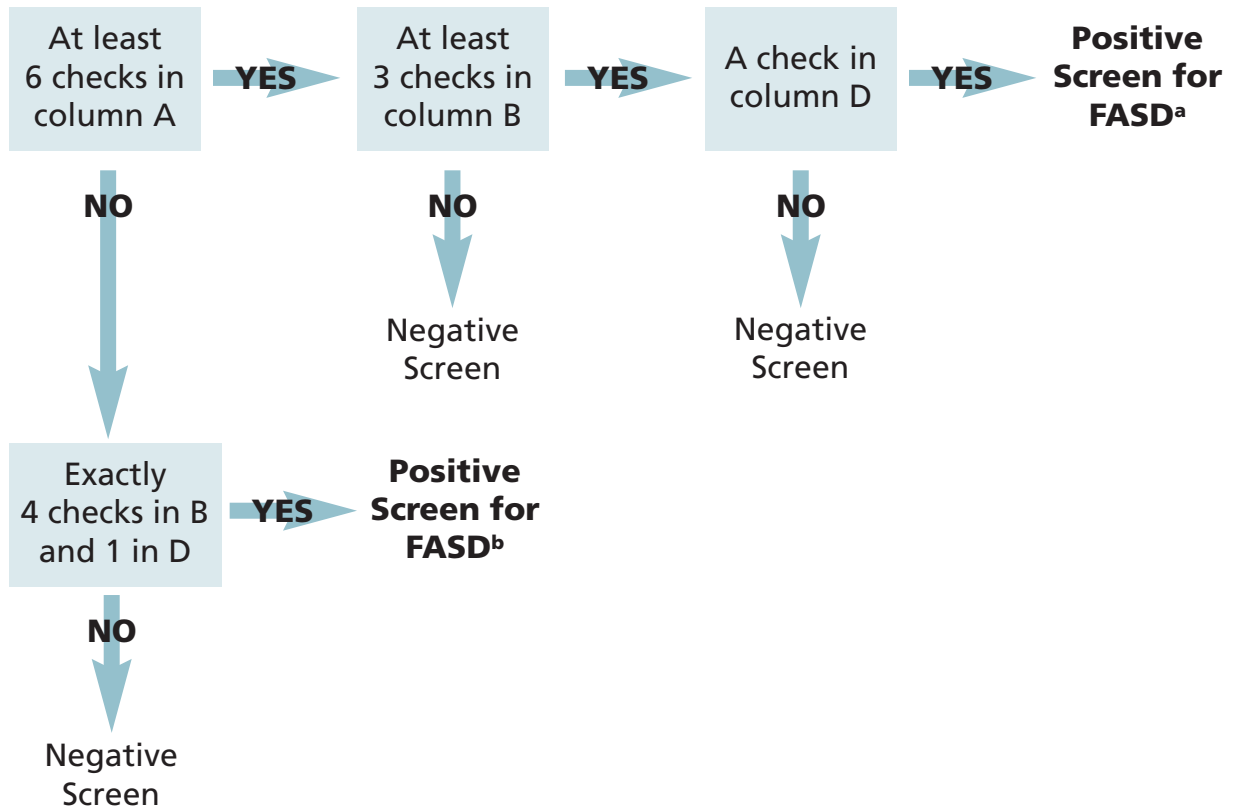 At least
6 checks in
column A
YES
At least
3 checks in
column B
YES
A check in
column D
YES
Positive
Screen for
FASDᵃ
NO
NO
NO
Negative
Screen
Negative
Screen
Exactly
4 checks in B
and 1 in D
YES
Positive
Screen for
FASDᵇ
NO
Negative
Screen